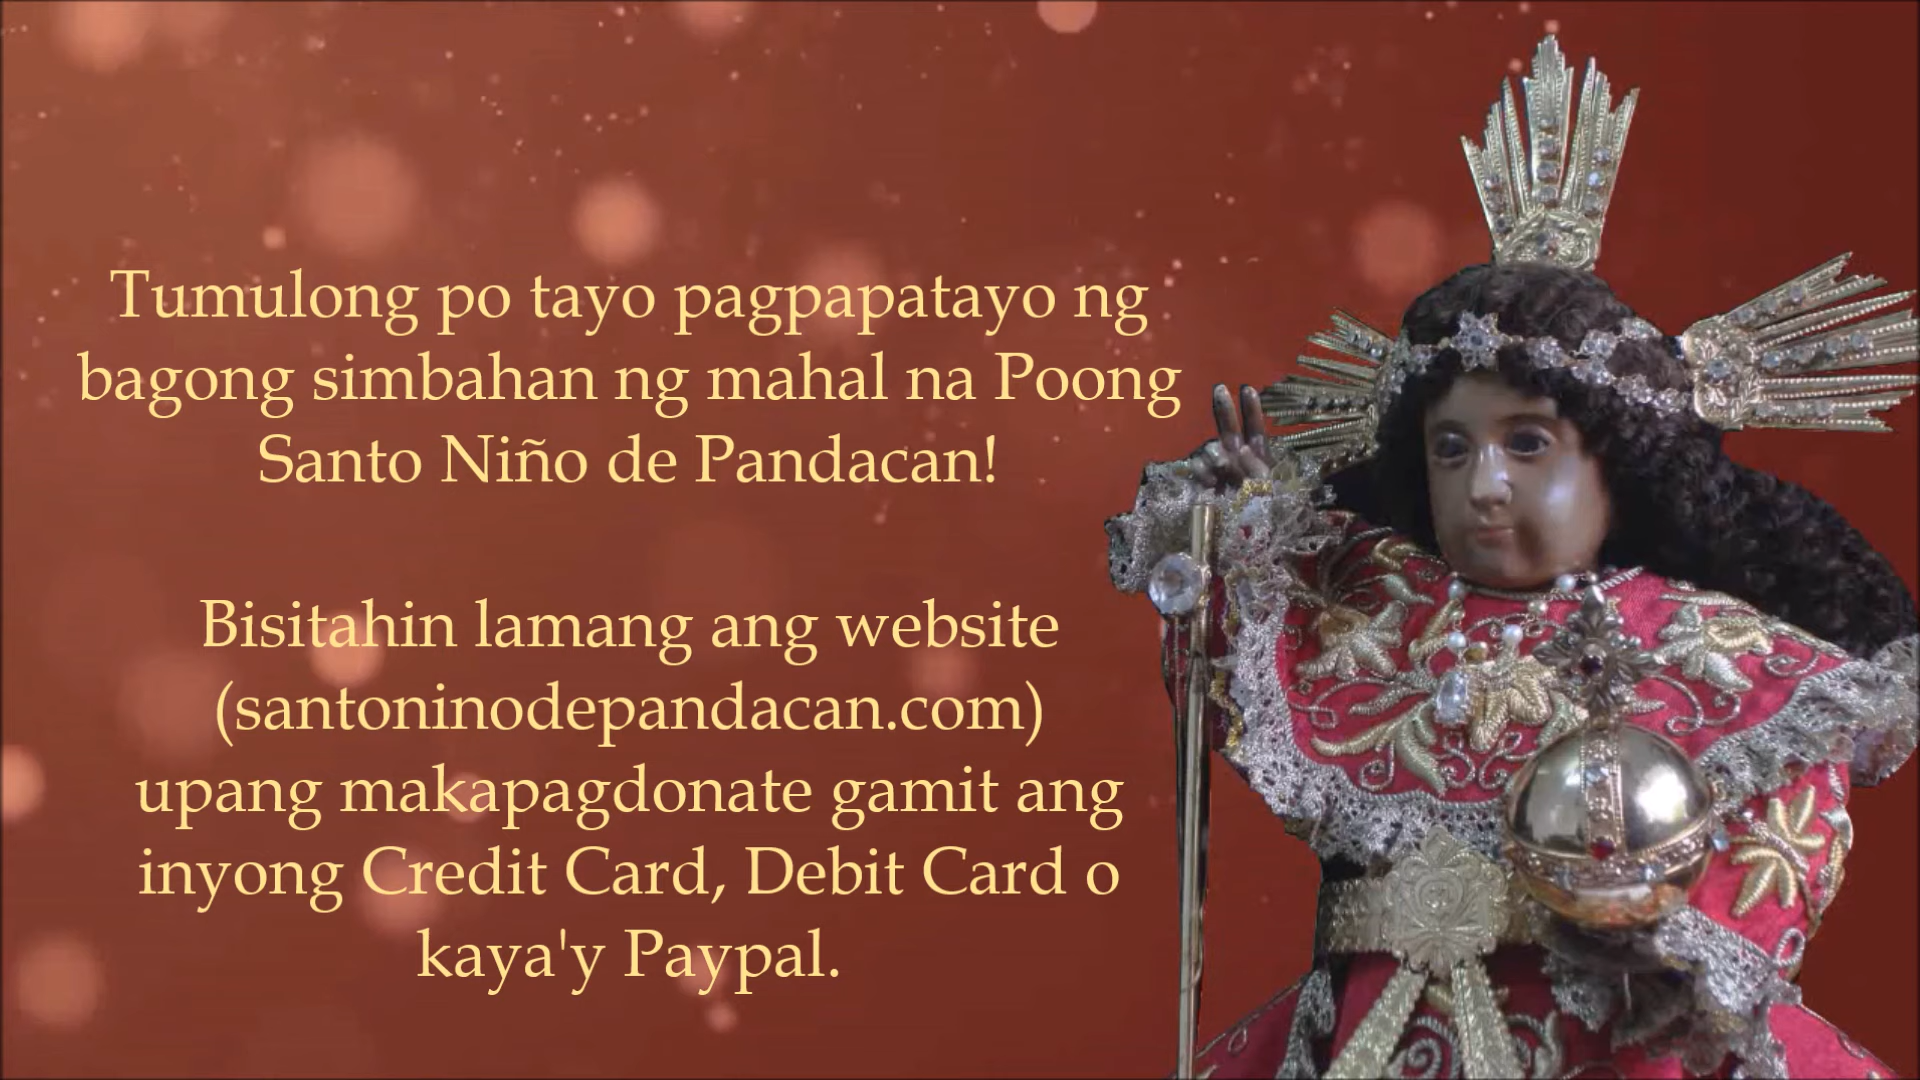 Tumulong po tayo pagpapatayo ng
bagong simbahan ng mahal na Poong
Santo Niño de Pandacan!
Bisitahin lamang ang website
(santoninodepandacan.com)
upang makapagdonate gamit ang
inyong Credit Card, Debit Card o
kaya'y Paypal.